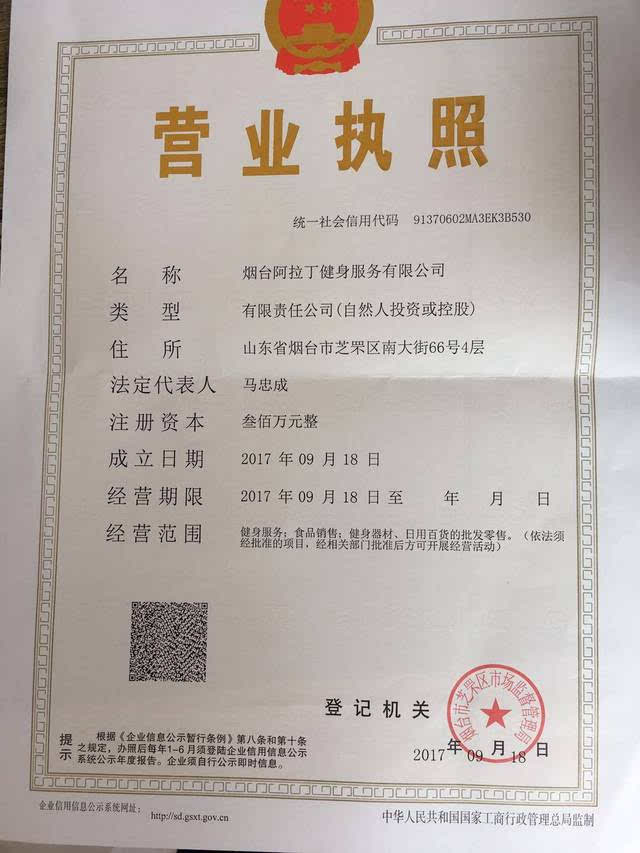 营业执照
统一社会信用代码 91370602MA3EK3B530
名称 烟台阿拉丁健身服务有限公司
类型 有限责任公司(自然人投资或控股)
住所 山东省烟台市芝罘区南大街66号4层
法定代表人 马忠成
注册资本 叁佰万元整
成立日期 2017 年 09 月 18 日
经营期限 2017 年 09 月 18 日 至 年 月 日
经营范围 健身服务；食品销售；健身器材、日用百货的批发零售。（依法须
经批准的项目，经相关部门批准后方可开展经营活动）
登记机关
烟台市芝罘区市场监督管理局
2017 年 09 月 18 日
提示
根据《企业信息公示暂行条例》第八条和第十条
之规定，办照后每年1-6月须登陆企业信用信息公示
系统公示年度报告。企业须自行公示即时信息。
企业信用信息公示系统网址： http://sd.gsxt.gov.cn
中华人民共和国国家工商行政管理总局监制